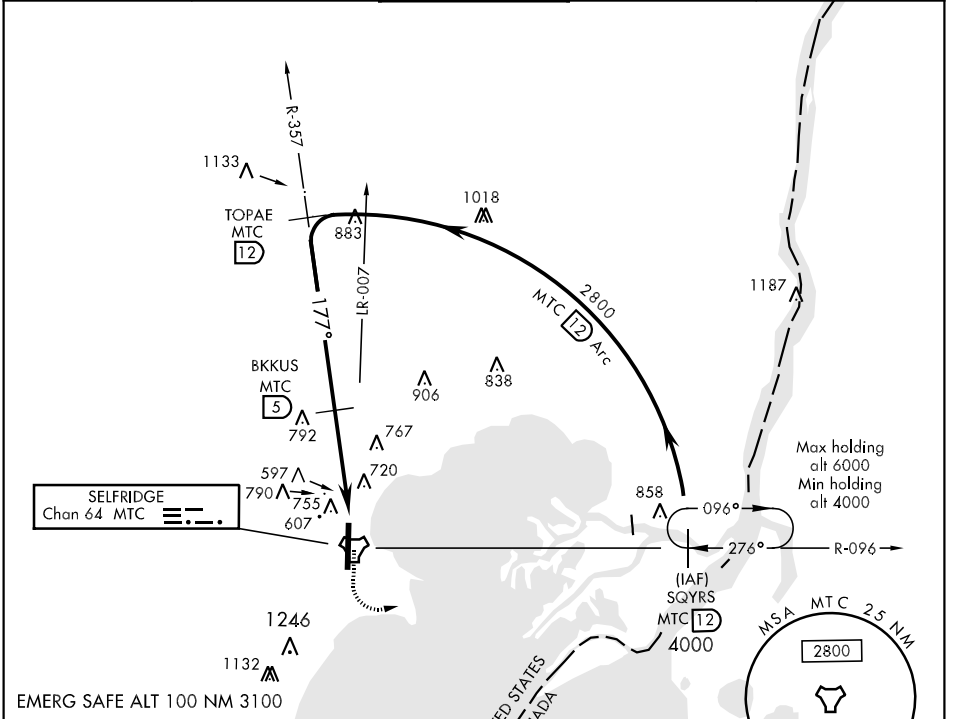 R-357
1133
TOPAE
MTC
12
883
1018
LR-007
2800
MTC 12 Arc
1187
177°
BKKUS
MTC
5
906
838
792
767
597
720
790
755
607
SELFRIDGE
Chan 64 MTC
Max holding
alt 6000
Min holding
alt 4000
858
096°
276°
R-096
(IAF)
SQYRS
MTC 12
4000
1246
1132
MSA MTC 25 NM
2800
EMERG SAFE ALT 100 NM 3100
ED STATES
ADA